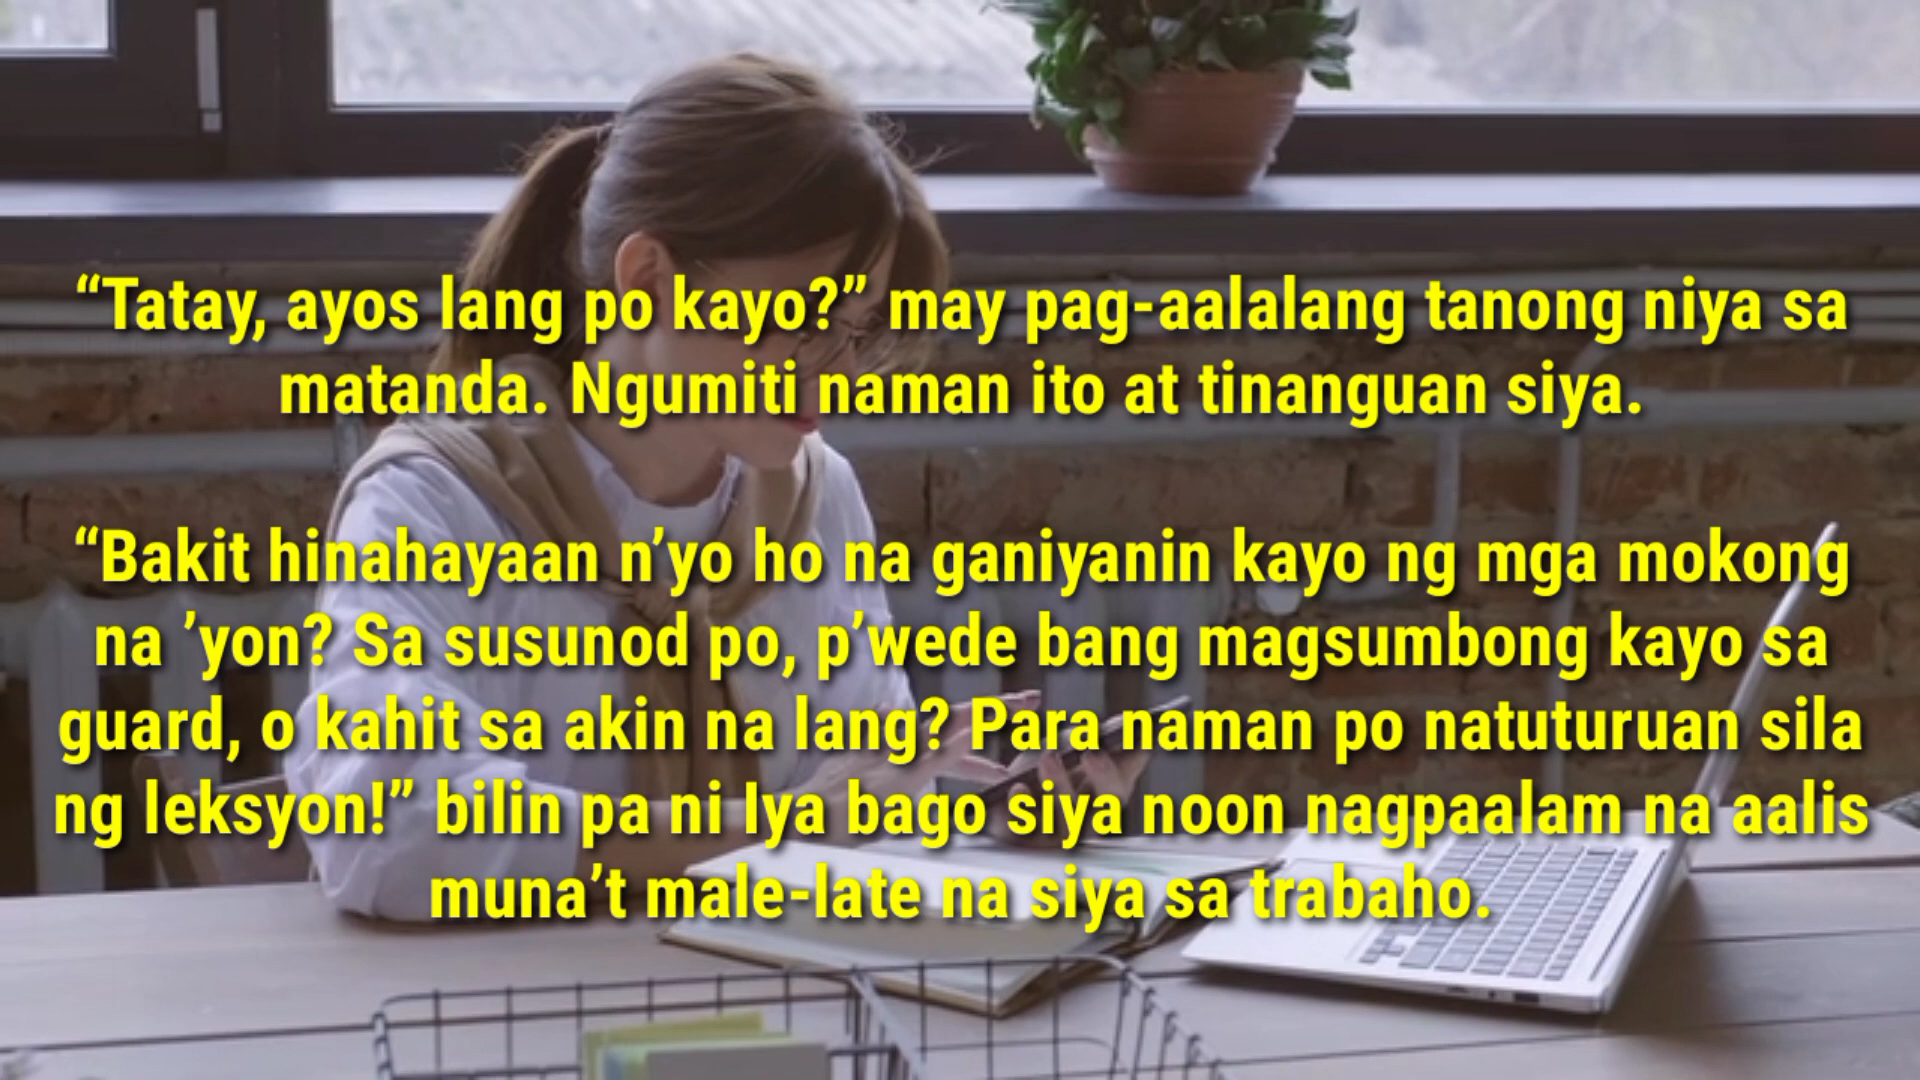 “Tatay, ayos lang po kayo?” may pag-aalalang tanong niya sa
matanda. Ngumiti naman ito at tinanguan siya.
“Bakit hinahayaan n’yo ho na ganiyanin kayo ng mga mokong
na ’yon? Sa susunod po, p’wede bang magsumbong kayo sa
guard, o kahit sa akin na lang? Para naman po natuturuan sila
ng leksyon!” bilin pa ni Iya bago siya noon nagpaalam na aalis
muna’t male-late na siya sa trabaho.